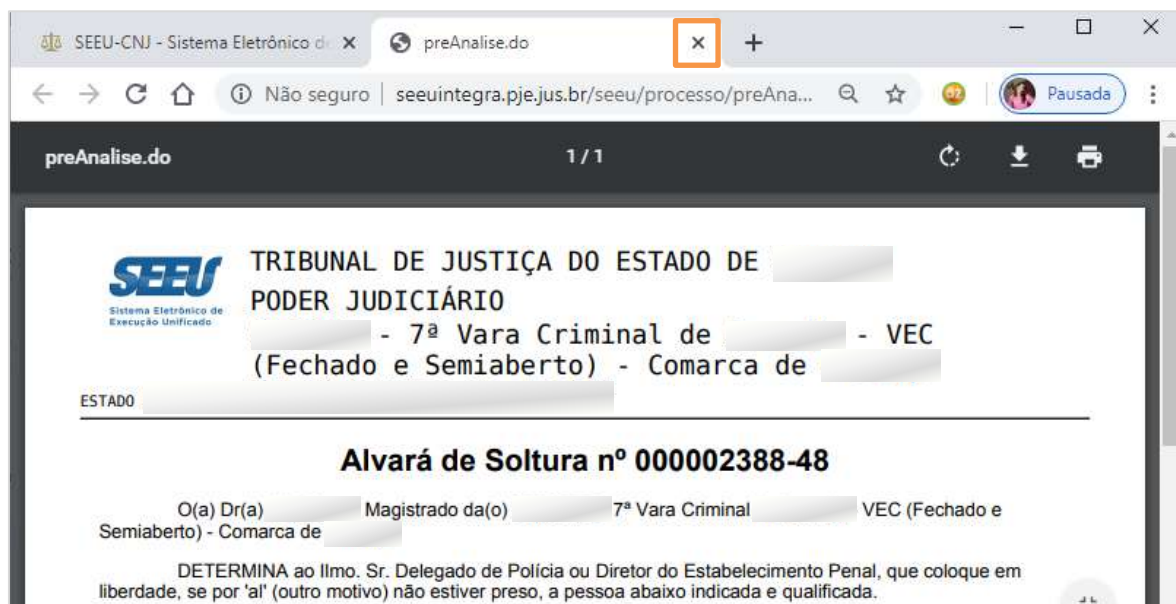 SEEU-CNJ - Sistema Eletrônico d
preAnalise.do
Não seguro | seeuintegra.pje.jus.br/seeu/processo/preAna...
Pausada
preAnalise.do
1 / 1
SEEU
Sistema Eletrônico de
Execução Unificado
TRIBUNAL DE JUSTIÇA DO ESTADO DE
PODER JUDICIÁRIO
- 7ª Vara Criminal de - VEC
(Fechado e Semiaberto) - Comarca de
ESTADO
Alvará de Soltura nº 000002388-48
O(a) Dr(a) Magistrado da(o) 7ª Vara Criminal VEC (Fechado e
Semiaberto) - Comarca de
DETERMINA ao Ilmo. Sr. Delegado de Polícia ou Diretor do Estabelecimento Penal, que coloque em
liberdade, se por 'al' (outro motivo) não estiver preso, a pessoa abaixo indicada e qualificada.